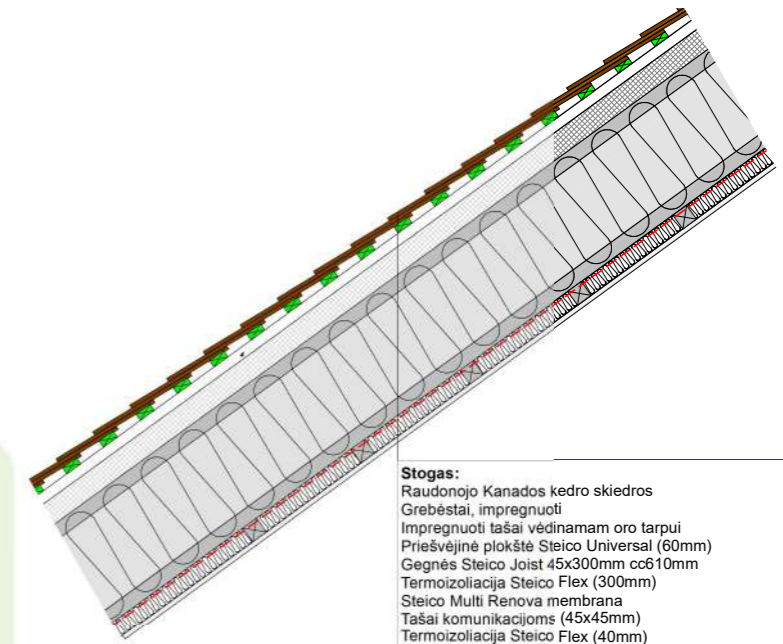 Stogas:
Raudonojo Kanados kedro skiedros
Grebėstai, impregnuoti
Impregnuoti tašai vėdinamam oro tarpui
Priešvėjinė plokštė Steico Universal (60mm)
Gegnės Steico Joist 45x300mm cc610mm
Termoizoliacija Steico Flex (300mm)
Steico Multi Renova membrana
Tašai komunikacijoms (45x45mm)
Termoizoliacija Steico Flex (40mm)